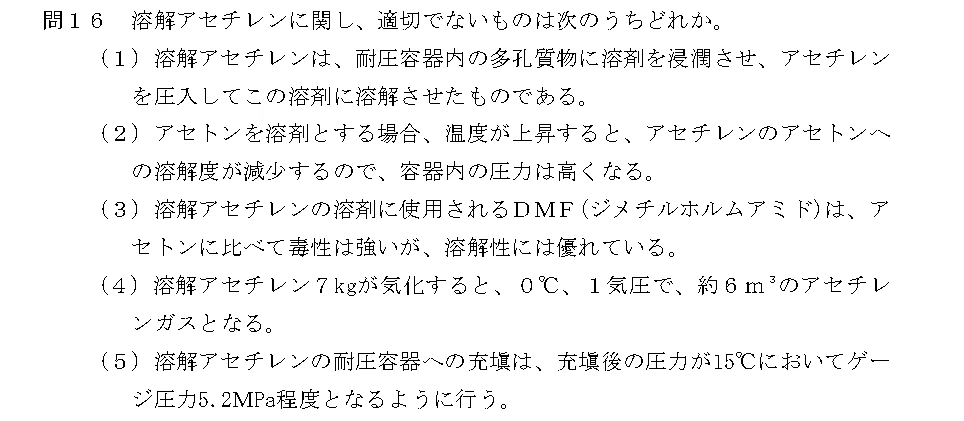 問１６　溶解アセチレンに関し、適切でないものは次のうちどれか。
（１）溶解アセチレンは、耐圧容器内の多孔質物に溶剤を浸潤させ、アセチレン
を圧入してこの溶剤に溶解させたものである。
（２）アセトンを溶剤とする場合、温度が上昇すると、アセチレンのアセトンへ
の溶解度が減少するので、容器内の圧力は高くなる。
（３）溶解アセチレンの溶剤に使用されるＤＭＦ（ジメチルホルムアミド）は、ア
セトンに比べて毒性は強いが、溶解性には優れている。
（４）溶解アセチレン７kgが気化すると、０℃、１気圧で、約６ｍ³のアセチレ
ンガスとなる。
（５）溶解アセチレンの耐圧容器への充塡は、充塡後の圧力が15℃においてゲー
ジ圧力5.2MPa程度となるように行う。